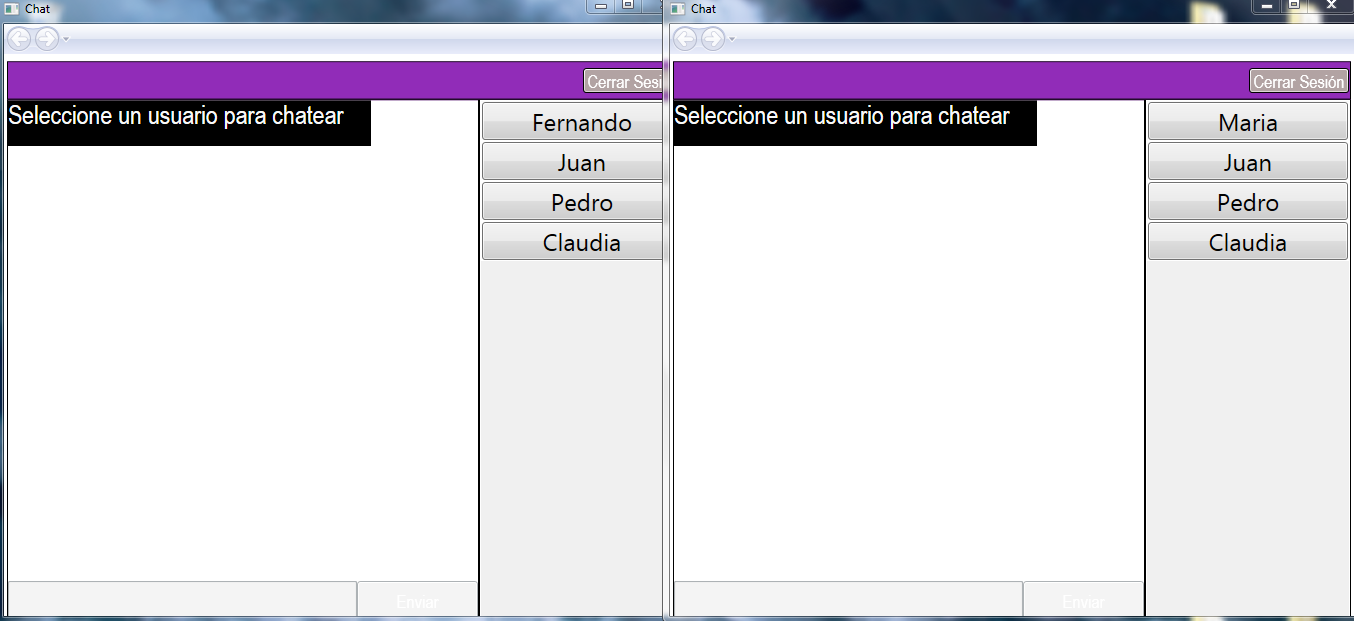 Chat
Cerrar Sesi
Seleccione un usuario para chatear
Fernando
Juan
Pedro
Claudia
Enviar
Chat
Cerrar Sesión
Seleccione un usuario para chatear
Maria
Juan
Pedro
Claudia
Enviar